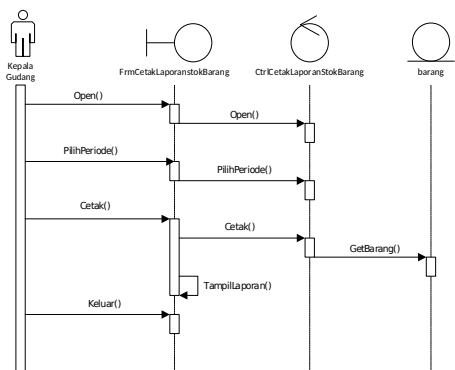 Kepala
Gudang
FrmCetakLaporanstokBarang
CtrlCetakLaporanStokBarang
barang
Open()
Open()
PilihPeriode()
PilihPeriode()
Cetak()
Cetak()
GetBarang()
TampilLaporan()
Keluar()